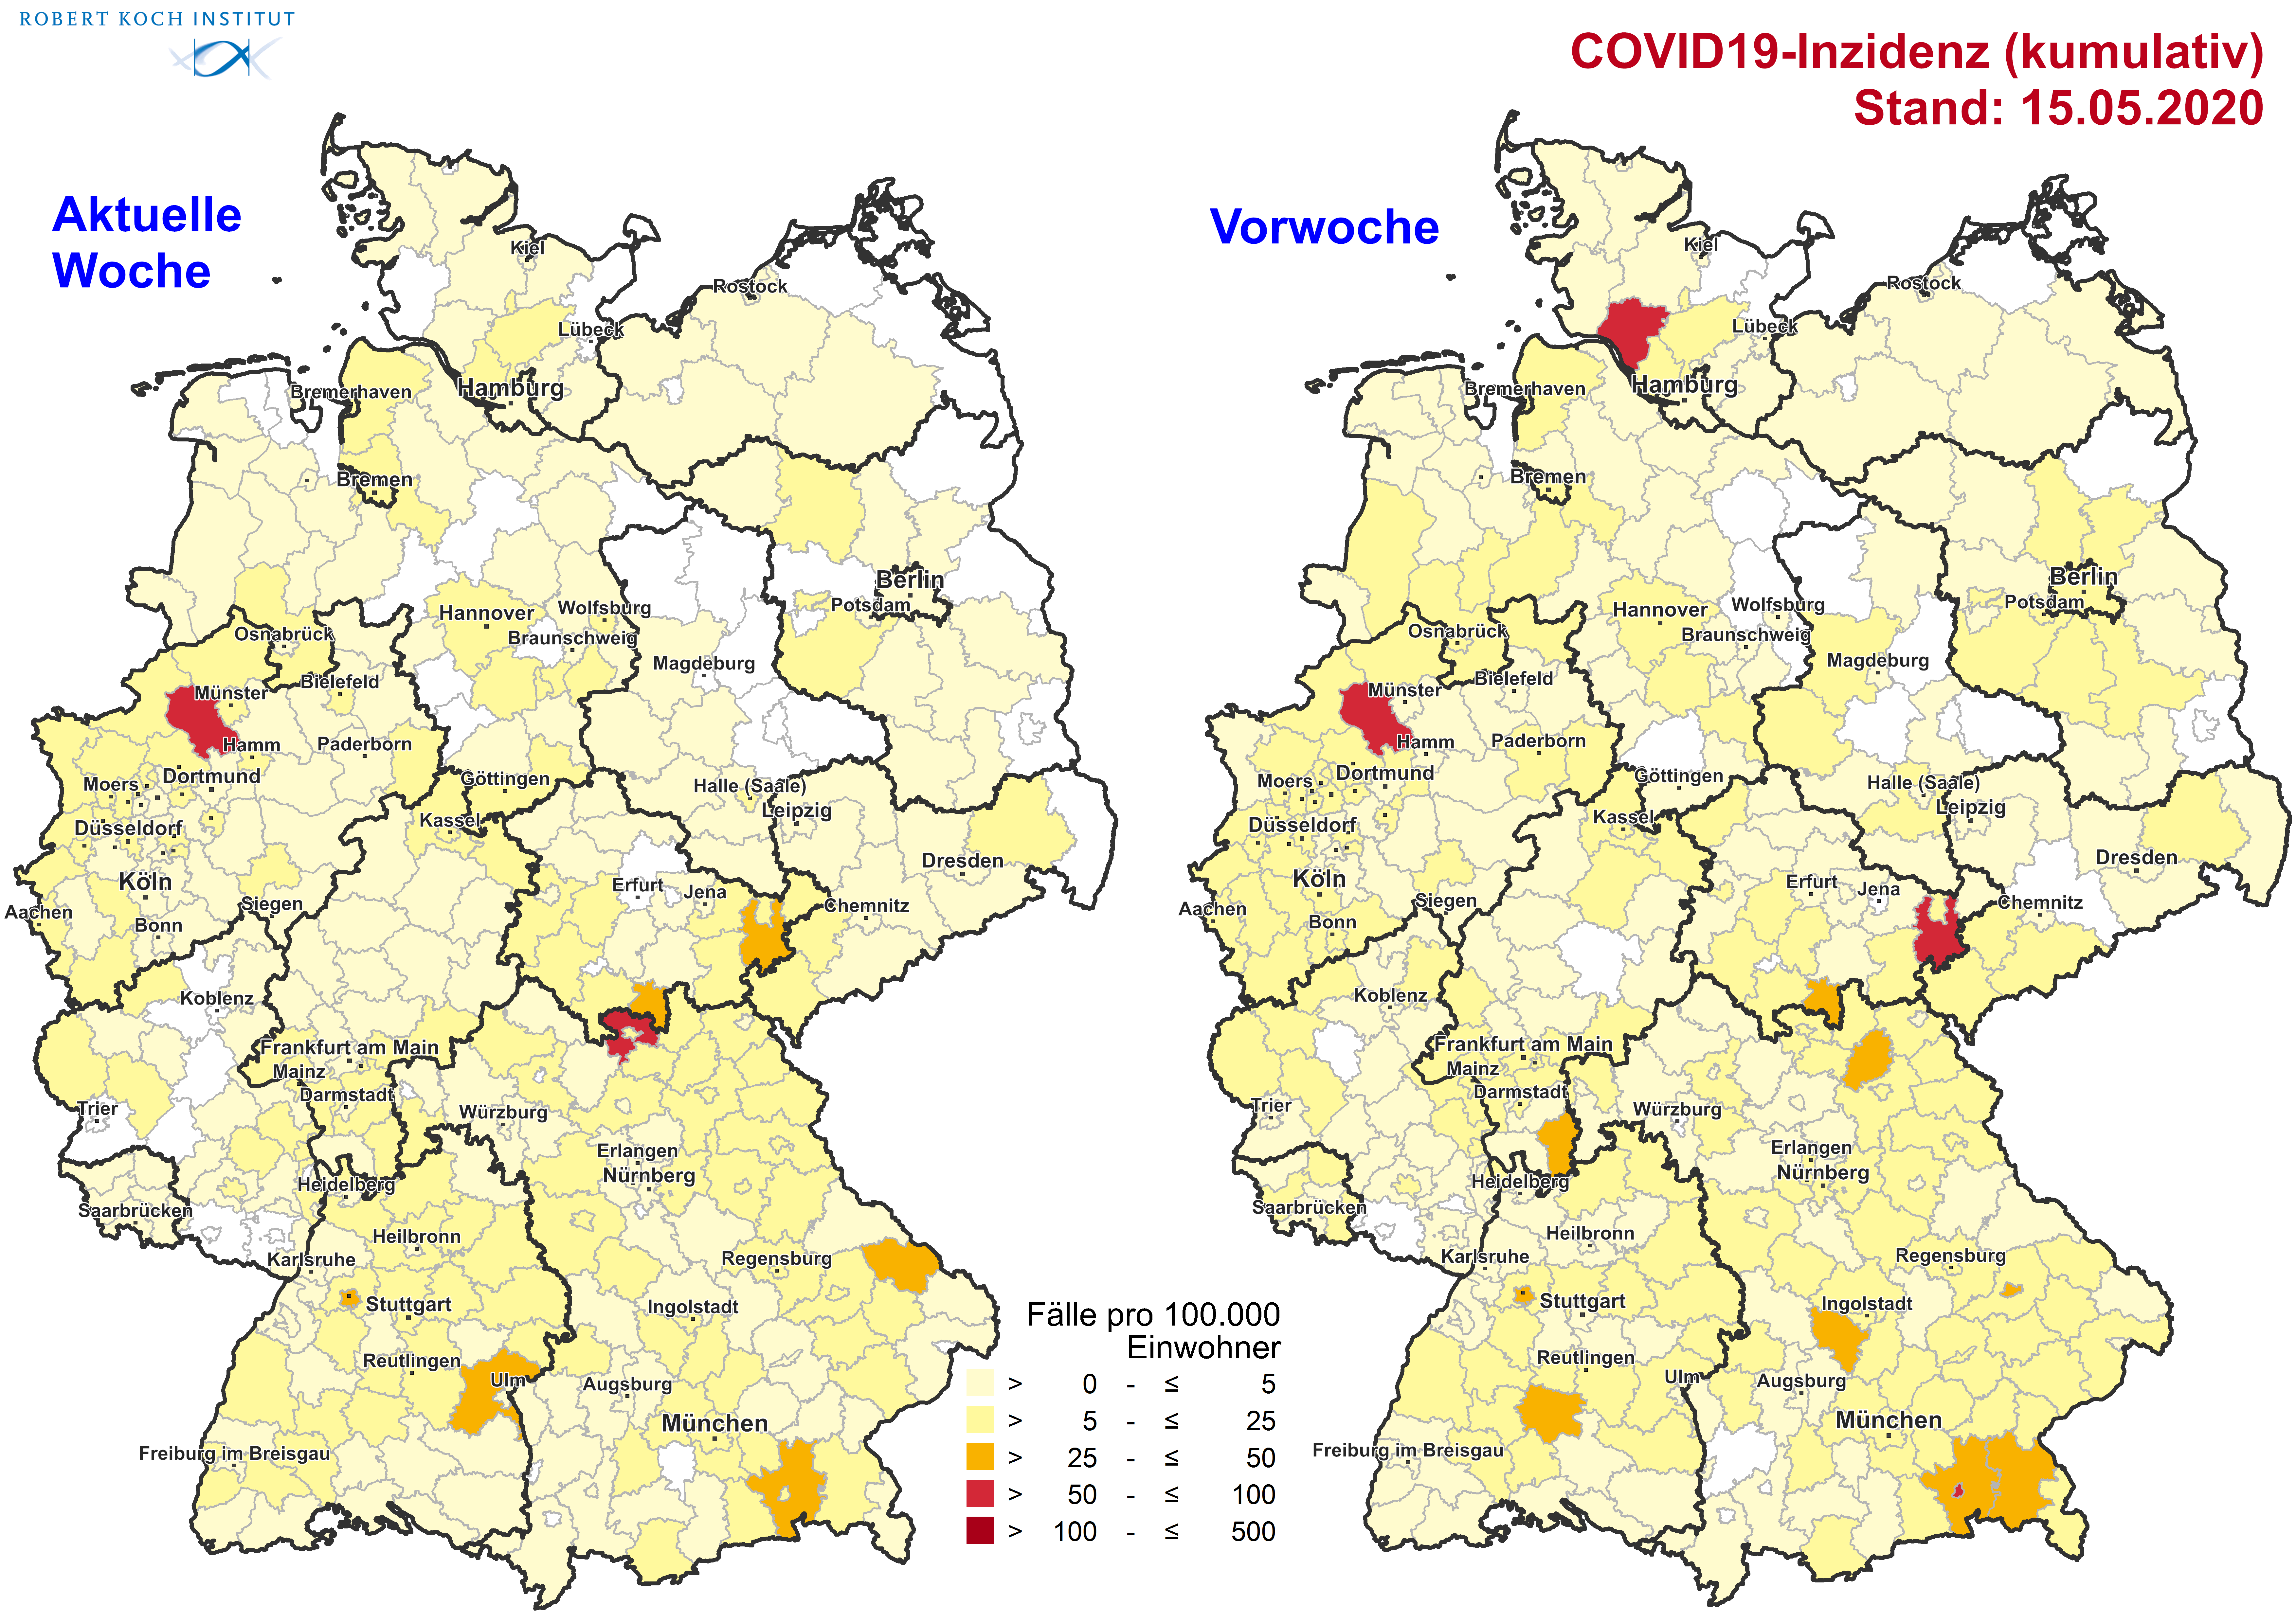 ROBERT KOCH INSTITUT
COVID19-Inzidenz (kumulativ)
Stand: 15.05.2020
Aktuelle
Woche
Kiel
Rostock
Lübeck
Bremerhaven
Hamburg
Bremen
Berlin
Potsdam
Hannover
Wolfsburg
Braunschweig
Osnabrück
Magdeburg
Bielefeld
Münster
Hamm
Paderborn
Moers
Dortmund
Göttingen
Halle (Saale)
Leipzig
Düsseldorf
Kassel
Dresden
Köln
Erfurt
Jena
Aachen
Siegen
Chemnitz
Bonn
Koblenz
Frankfurt am Main
Mainz
Darmstadt
Trier
Würzburg
Erlangen
Nürnberg
Heidelberg
Saarbrücken
Heilbronn
Karlsruhe
Regensburg
Stuttgart
Ingolstadt
Reutlingen
Ulm
Augsburg
München
Freiburg im Breisgau
Vorwoche
Kiel
Rostock
Lübeck
Bremerhaven
Hamburg
Bremen
Berlin
Potsdam
Hannover
Wolfsburg
Braunschweig
Osnabrück
Magdeburg
Bielefeld
Münster
Hamm
Paderborn
Moers
Dortmund
Göttingen
Halle (Saale)
Leipzig
Düsseldorf
Kassel
Dresden
Köln
Erfurt
Jena
Aachen
Siegen
Chemnitz
Bonn
Koblenz
Frankfurt am Main
Mainz
Darmstadt
Trier
Würzburg
Erlangen
Nürnberg
Heidelberg
Saarbrücken
Heilbronn
Karlsruhe
Regensburg
Stuttgart
Ingolstadt
Reutlingen
Ulm
Augsburg
München
Freiburg im Breisgau
Fälle pro 100.000
Einwohner
> 0 - ≤ 5
> 5 - ≤ 25
> 25 - ≤ 50
> 50 - ≤ 100
> 100 - ≤ 500